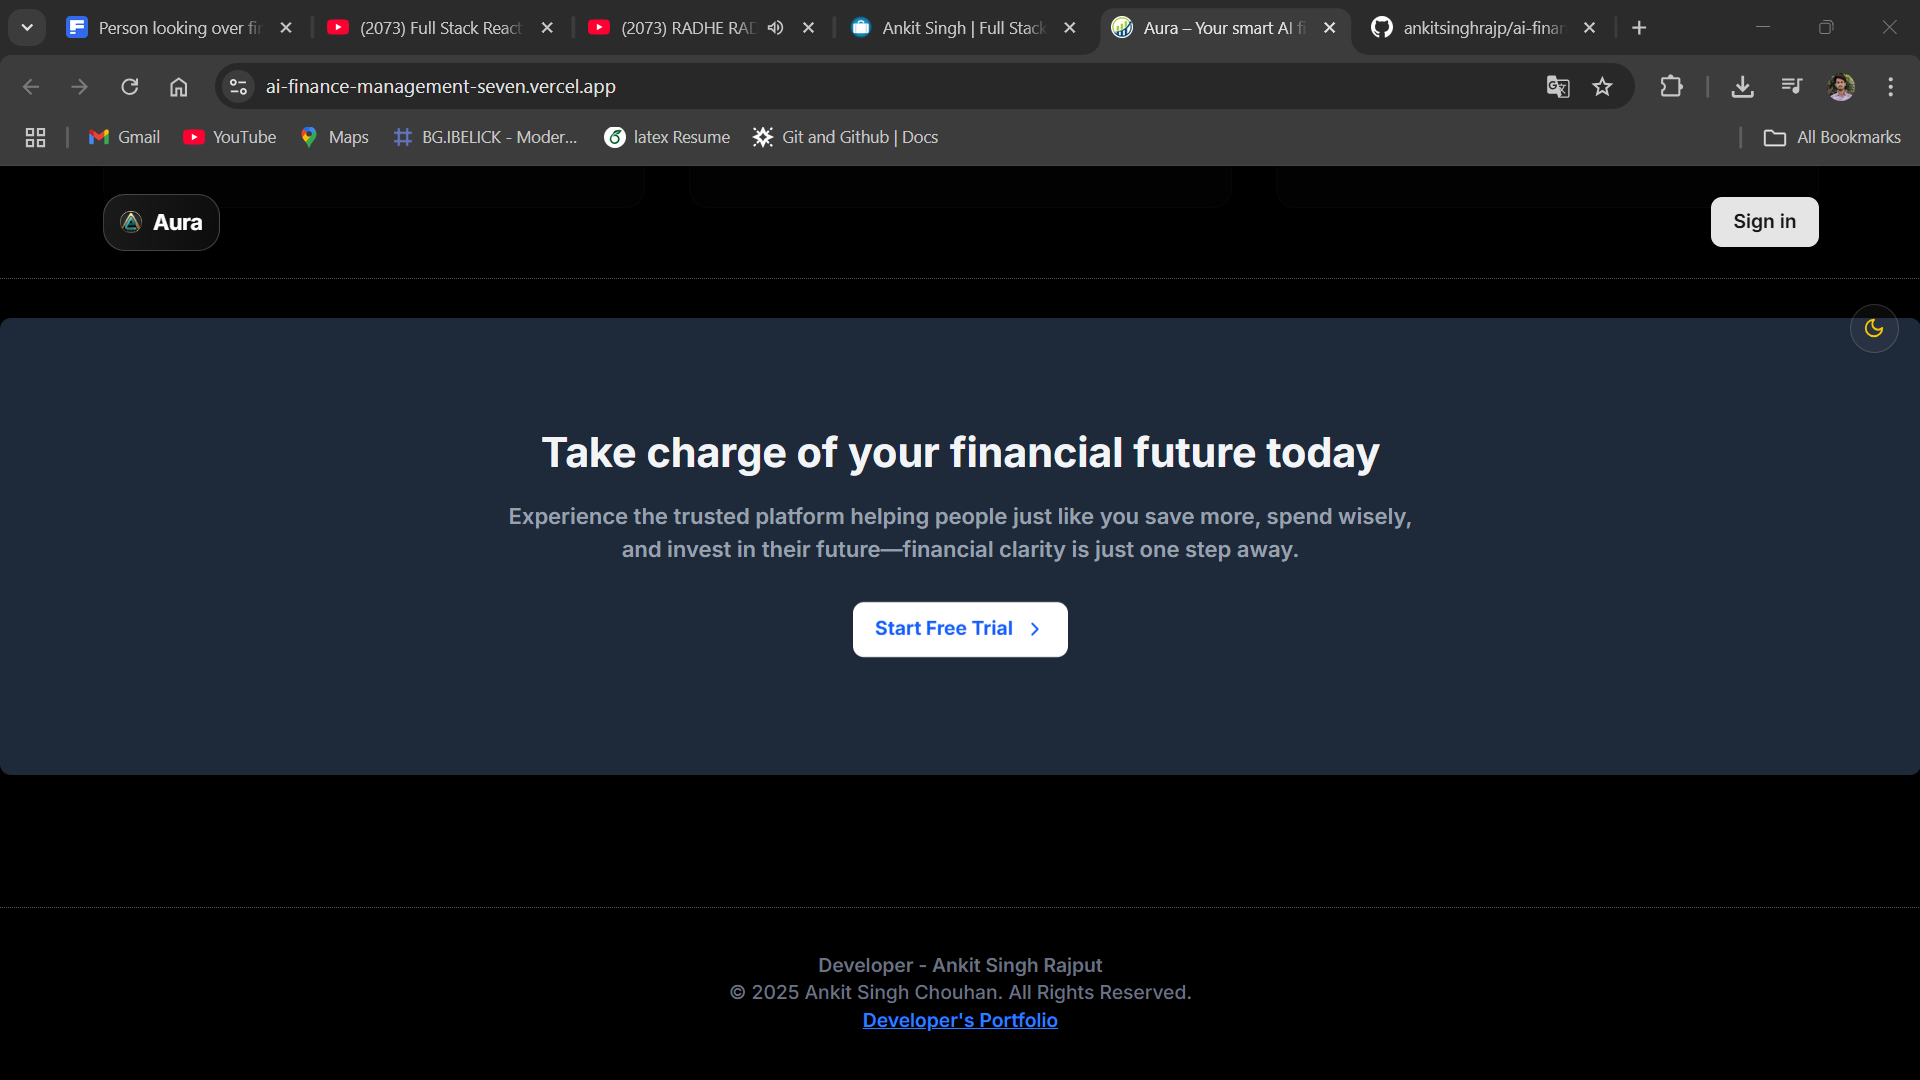 Person looking over fi
(2073) Full Stack React
(2073) RADHE RAD
Ankit Singh | Full Stack
Aura – Your smart AI fi
ankitsinghrajp/ai-finan
ai-finance-management-seven.vercel.app
Gmail
YouTube
Maps
BG.IBELICK - Moder...
latex Resume
Git and Github | Docs
All Bookmarks
Aura
Sign in
Take charge of your financial future today
Experience the trusted platform helping people just like you save more, spend wisely,
and invest in their future—financial clarity is just one step away.
Start Free Trial
Developer - Ankit Singh Rajput
© 2025 Ankit Singh Chouhan. All Rights Reserved.
Developer's Portfolio